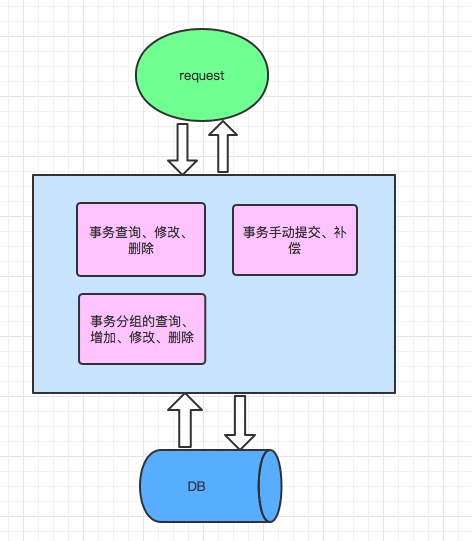 request
事务查询、修改、
删除
事务手动提交、补
偿
事务分组的查询、
增加、修改、删除
DB